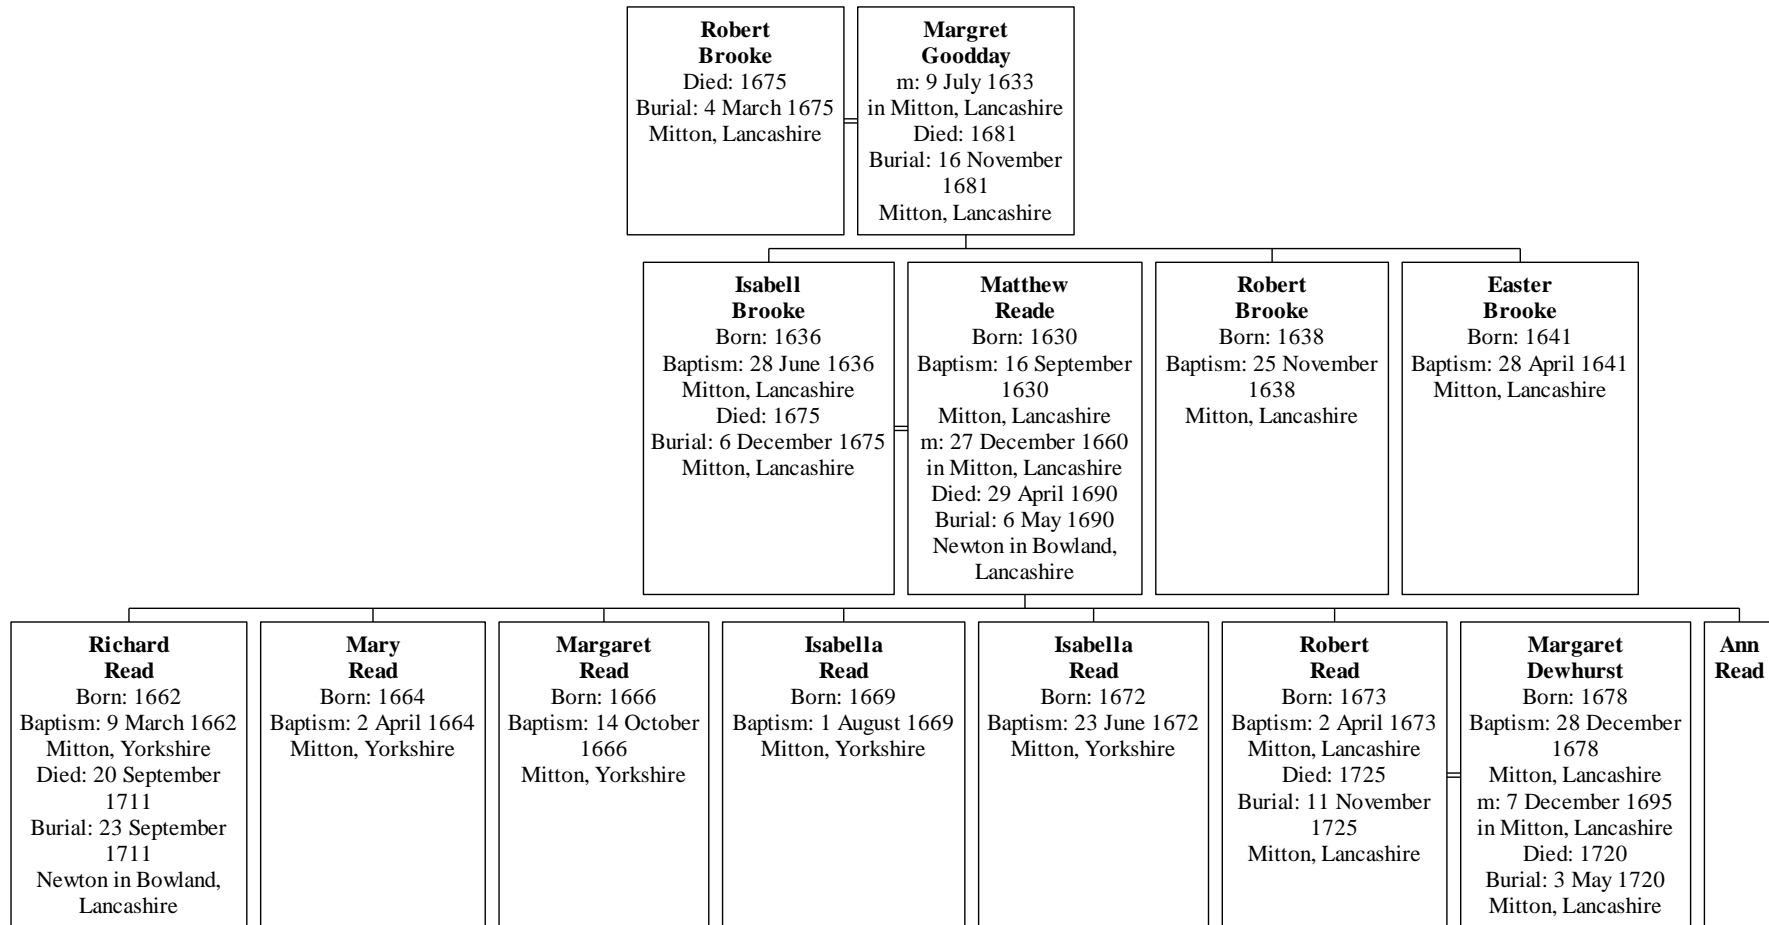 Robert
Brooke
Died: 1675
Burial: 4 March 1675
Mitton, Lancashire
Margret
Goodday
m: 9 July 1633
in Mitton, Lancashire
Died: 1681
Burial: 16 November
1681
Mitton, Lancashire
Isabell
Brooke
Born: 1636
Baptism: 28 June 1636
Mitton, Lancashire
Died: 1675
Burial: 6 December 1675
Mitton, Lancashire
Matthew
Reade
Born: 1630
Baptism: 16 September
1630
Mitton, Lancashire
m: 27 December 1660
in Mitton, Lancashire
Died: 29 April 1690
Burial: 6 May 1690
Newton in Bowland,
Lancashire
Robert
Brooke
Born: 1638
Baptism: 25 November
1638
Mitton, Lancashire
Easter
Brooke
Born: 1641
Baptism: 28 April 1641
Mitton, Lancashire
Richard
Read
Born: 1662
Baptism: 9 March 1662
Mitton, Yorkshire
Died: 20 September
1711
Burial: 23 September
1711
Newton in Bowland,
Lancashire
Mary
Read
Born: 1664
Baptism: 2 April 1664
Mitton, Yorkshire
Margaret
Read
Born: 1666
Baptism: 14 October
1666
Mitton, Yorkshire
Isabella
Read
Born: 1669
Baptism: 1 August 1669
Mitton, Yorkshire
Isabella
Read
Born: 1672
Baptism: 23 June 1672
Mitton, Yorkshire
Robert
Read
Born: 1673
Baptism: 2 April 1673
Mitton, Lancashire
Died: 1725
Burial: 11 November
1725
Mitton, Lancashire
Margaret
Dewhurst
Born: 1678
Baptism: 28 December
1678
Mitton, Lancashire
m: 7 December 1695
in Mitton, Lancashire
Died: 1720
Burial: 3 May 1720
Mitton, Lancashire
Ann
Read